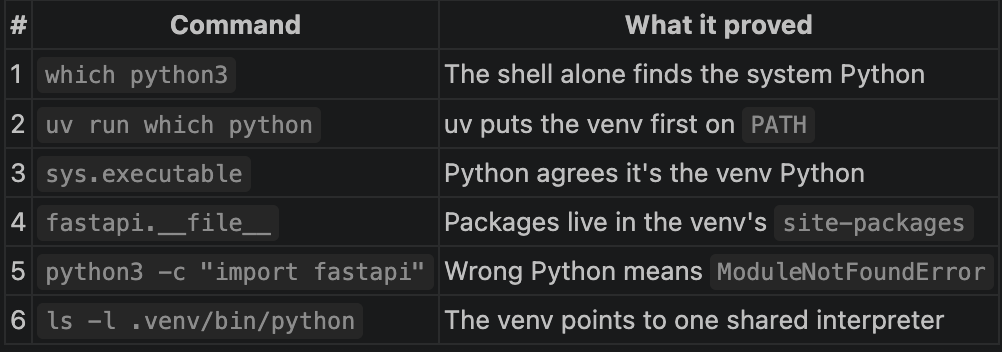 # Command What it proved
1 which python3 The shell alone finds the system Python
2 uv run which python uv puts the venv first on PATH
3 sys.executable Python agrees it's the venv Python
4 fastapi.__file__ Packages live in the venv's site-packages
5 python3 -c "import fastapi" Wrong Python means ModuleNotFoundError
6 ls -l .venv/bin/python The venv points to one shared interpreter